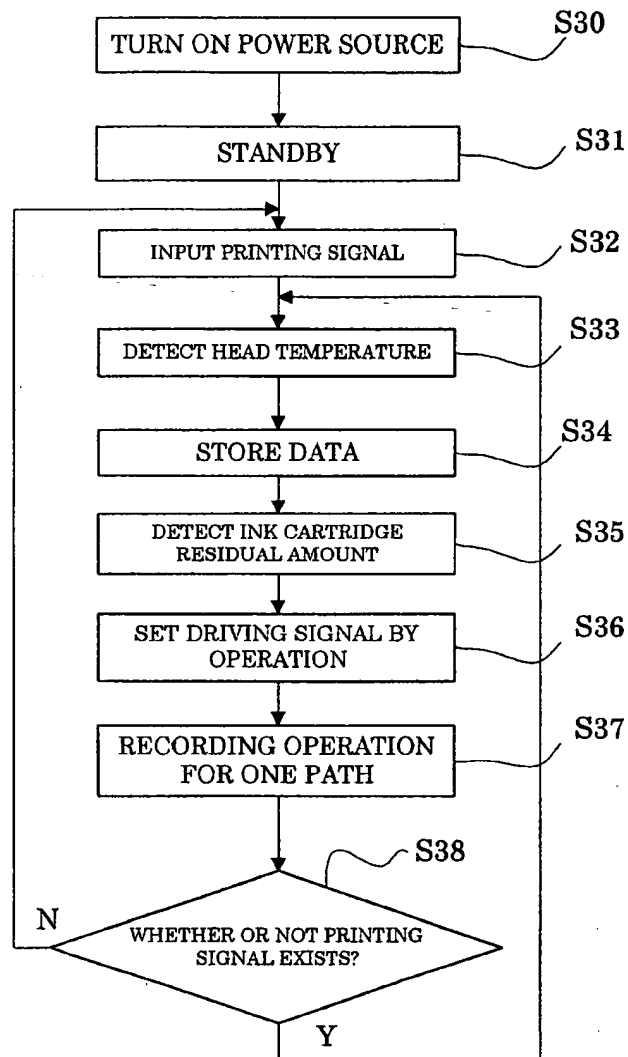 TURN ON POWER SOURCE
S30
STANDBY
S31
INPUT PRINTING SIGNAL
S32
DETECT HEAD TEMPERATURE
S33
STORE DATA
S34
DETECT INK CARTRIDGE
RESIDUAL AMOUNT
S35
SET DRIVING SIGNAL BY
OPERATION
S36
RECORDING OPERATION
FOR ONE PATH
S37
S38
N
WHETHER OR NOT PRINTING
SIGNAL EXISTS?
Y